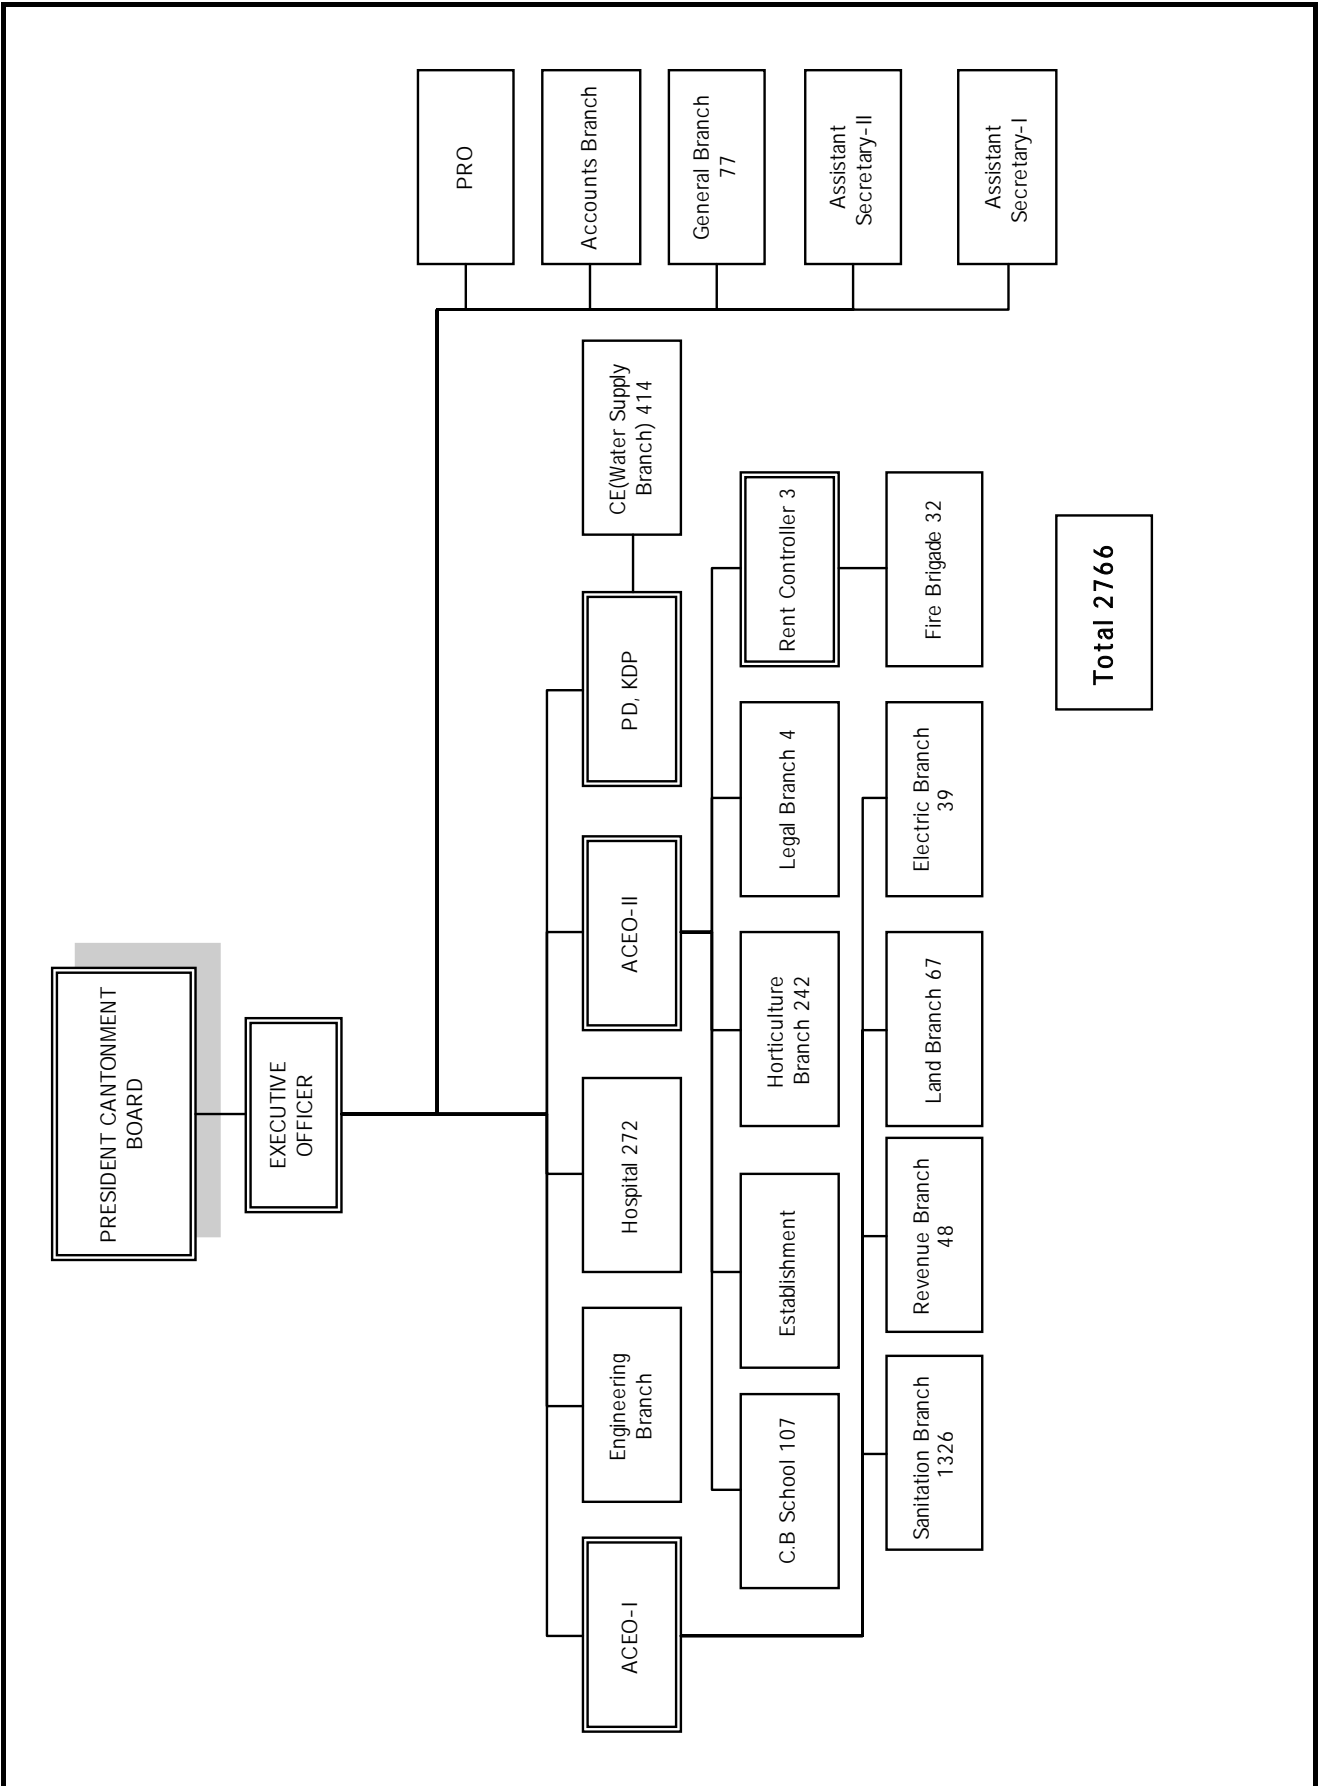 PRESIDENT CANTONMENT
BOARD
EXECUTIVE
OFFICER
PRO
Accounts Branch
General Branch
77
Assistant
Secretary-II
Assistant
Secretary-I
ACEO-I
Engineering
Branch
Hospital 272
ACEO-II
PD, KDP
CE(Water Supply
Branch) 414
C.B School 107
Establishment
Horticulture
Branch 242
Legal Branch 4
Rent Controller 3
Sanitation Branch
1326
Revenue Branch
48
Land Branch 67
Electric Branch
39
Fire Brigade 32
Total 2766